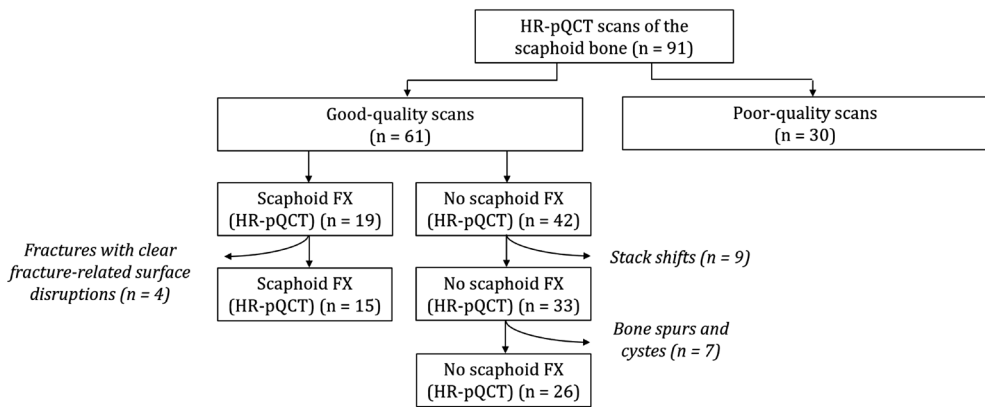 HR-pQCT scans of the
scaphoid bone (n = 91)
Good-quality scans
(n = 61)
Poor-quality scans
(n = 30)
Scaphoid FX
(HR-pQCT) (n = 19)
No scaphoid FX
(HR-pQCT) (n = 42)
Fractures with clear
fracture-related surface
disruptions (n = 4)
Stack shifts (n = 9)
Scaphoid FX
(HR-pQCT) (n = 15)
No scaphoid FX
(HR-pQCT) (n = 33)
Bone spurs and
cystes (n = 7)
No scaphoid FX
(HR-pQCT) (n = 26)